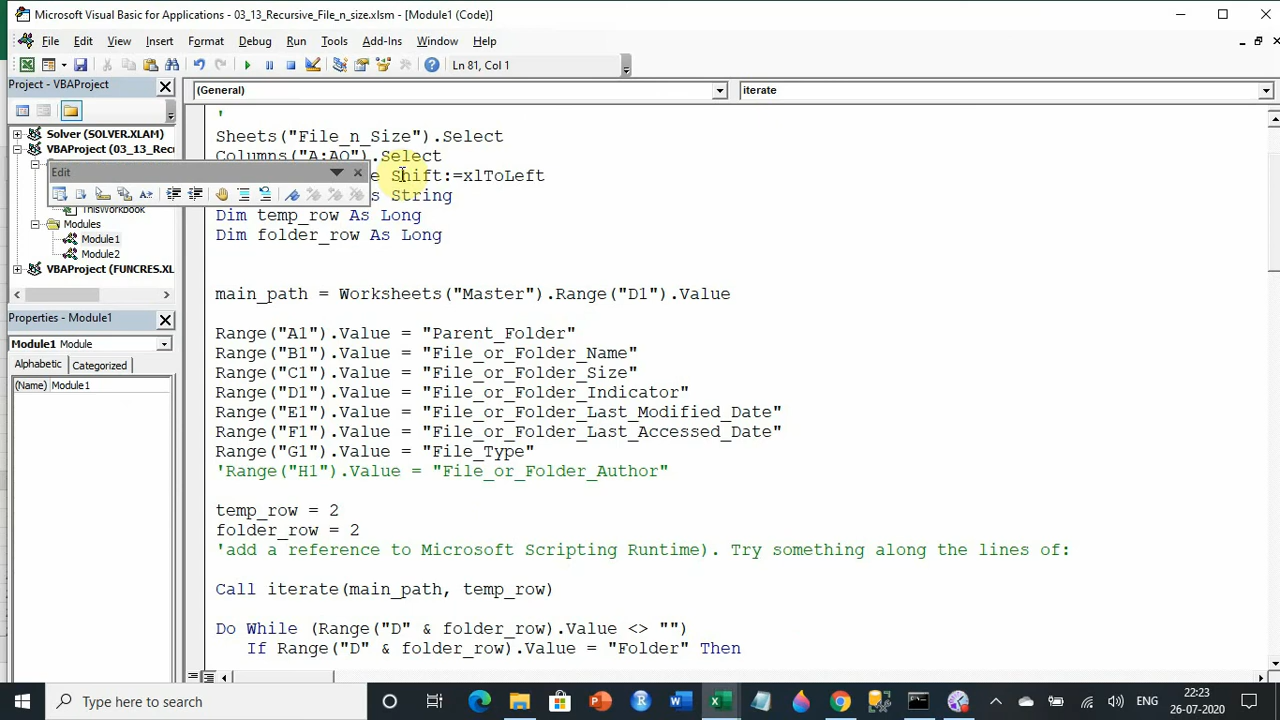 Microsoft Visual Basic for Applications - 03_13_Recursive_File_n_size.xlsm - [Module1 (Code)]
File Edit View Insert Format Debug Run Tools Add-Ins Window Help
Ln 81, Col 1
Project - VBAProject
(General)
iterate
Solver (SOLVER.XLAM)
VBAProject (03_13_Recu
Edit
ThisWorkbook
Modules
Module1
Module2
VBAProject (FUNCRES.XL
Properties - Module1
Module1 Module
Alphabetic Categorized
(Name) Module1
'
Sheets("File_n_Size").Select
Columns("A:AO").Select
e Shift:=xlToLeft
s String
Dim temp_row As Long
Dim folder_row As Long
main_path = Worksheets("Master").Range("D1").Value
Range("A1").Value = "Parent_Folder"
Range("B1").Value = "File_or_Folder_Name"
Range("C1").Value = "File_or_Folder_Size"
Range("D1").Value = "File_or_Folder_Indicator"
Range("E1").Value = "File_or_Folder_Last_Modified_Date"
Range("F1").Value = "File_or_Folder_Last_Accessed_Date"
Range("G1").Value = "File_Type"
'Range("H1").Value = "File_or_Folder_Author"
temp_row = 2
folder_row = 2
'add a reference to Microsoft Scripting Runtime). Try something along the lines of:
Call iterate(main_path, temp_row)
Do While (Range("D" & folder_row).Value <> "")
If Range("D" & folder_row).Value = "Folder" Then
Type here to search
ENG
22:23
26-07-2020